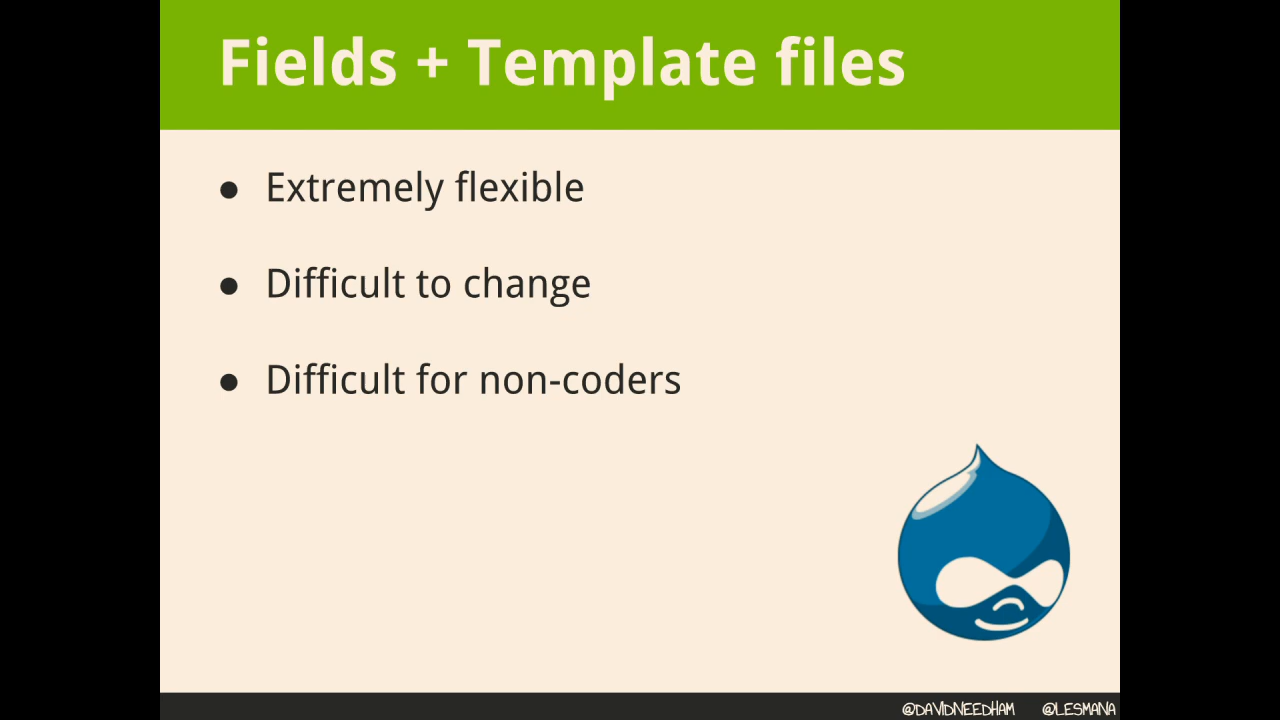 Fields + Template files
● Extremely flexible
● Difficult to change
● Difficult for non-coders
@DAVIDNEEDHAM @LESMANA